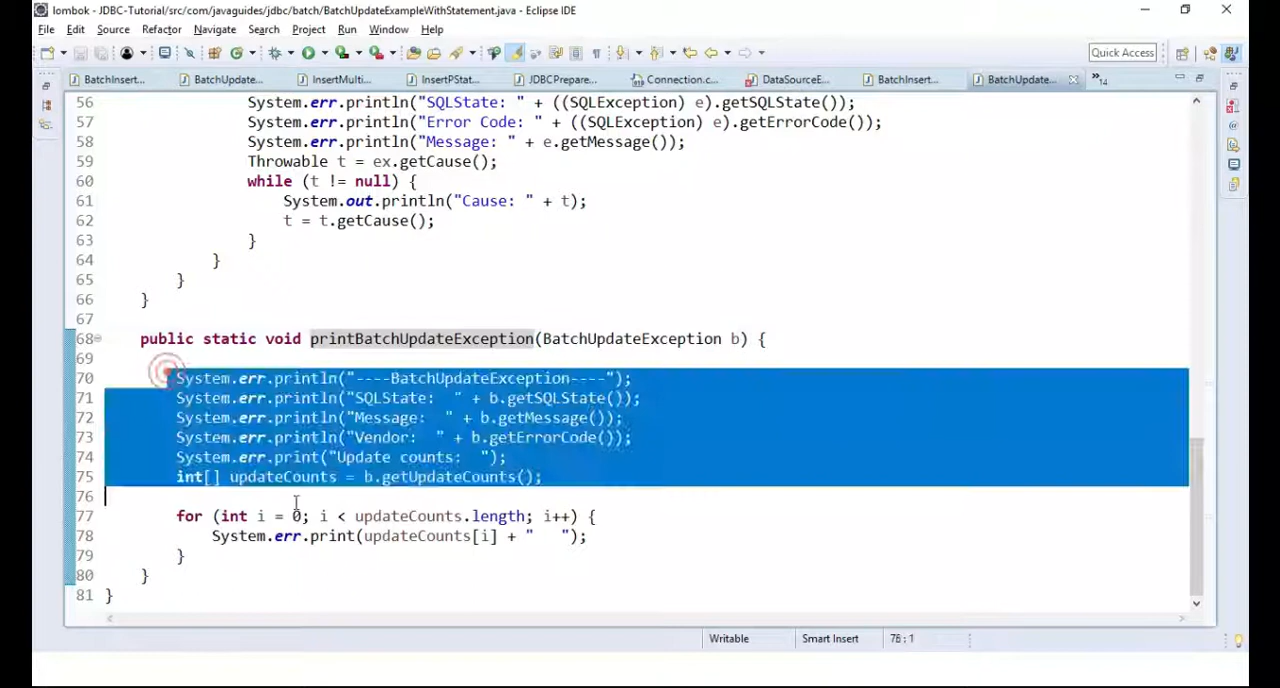 lombok - JDBC-Tutorial/src/com/javaguides/jdbc/batch/BatchUpdateExampleWithStatement.java - Eclipse IDE
File Edit Source Refactor Navigate Search Project Run Window Help
Quick Access
BatchInsert... BatchUpdate... InsertMulti... InsertPStat... JDBCPrepare... Connection.c... DataSourceE... BatchInsert... BatchUpdate... »14
56 System.err.println("SQLState: " + ((SQLException) e).getSQLState());
57 System.err.println("Error Code: " + ((SQLException) e).getErrorCode());
58 System.err.println("Message: " + e.getMessage());
59 Throwable t = ex.getCause();
60 while (t != null) {
61 System.out.println("Cause: " + t);
62 t = t.getCause();
63 }
64 }
65 }
66 }
67
68 public static void printBatchUpdateException(BatchUpdateException b) {
69
70 System.err.println("----BatchUpdateException----");
71 System.err.println("SQLState:  " + b.getSQLState());
72 System.err.println("Message:  " + b.getMessage());
73 System.err.println("Vendor:  " + b.getErrorCode());
74 System.err.print("Update counts:  ");
75 int[] updateCounts = b.getUpdateCounts();
76
77 for (int i = 0; i < updateCounts.length; i++) {
78 System.err.print(updateCounts[i] + "   ");
79 }
80 }
81 }
Writable Smart Insert 76 : 1